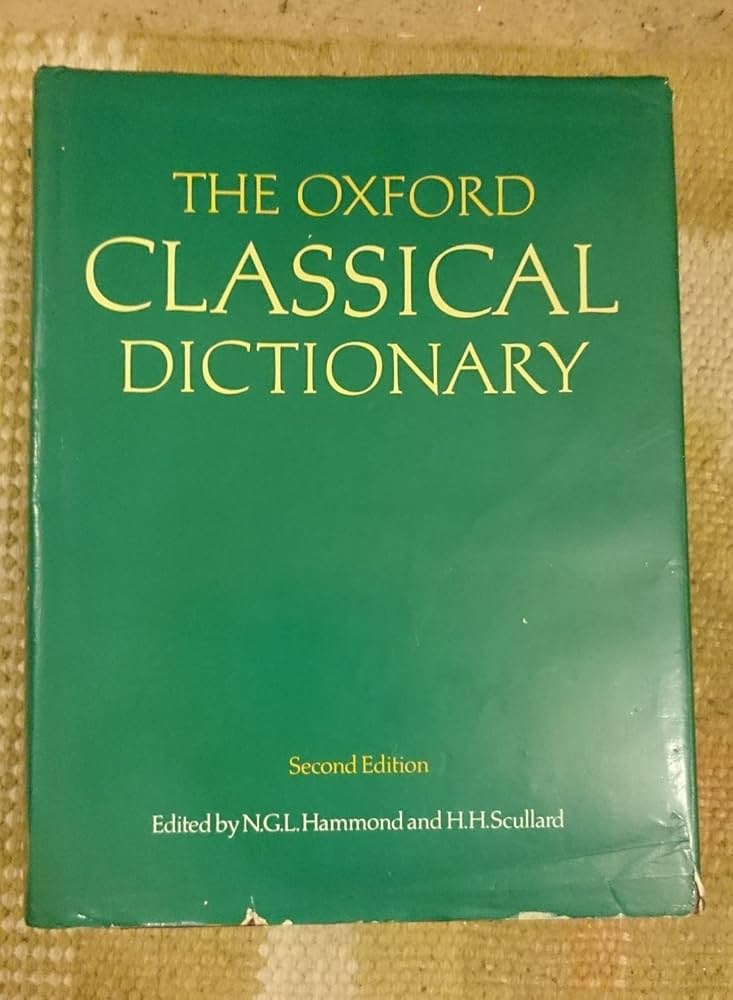 THE OXFORD
CLASSICAL
DICTIONARY
Second Edition
Edited by N.G.L. Hammond and H.H. Scullard